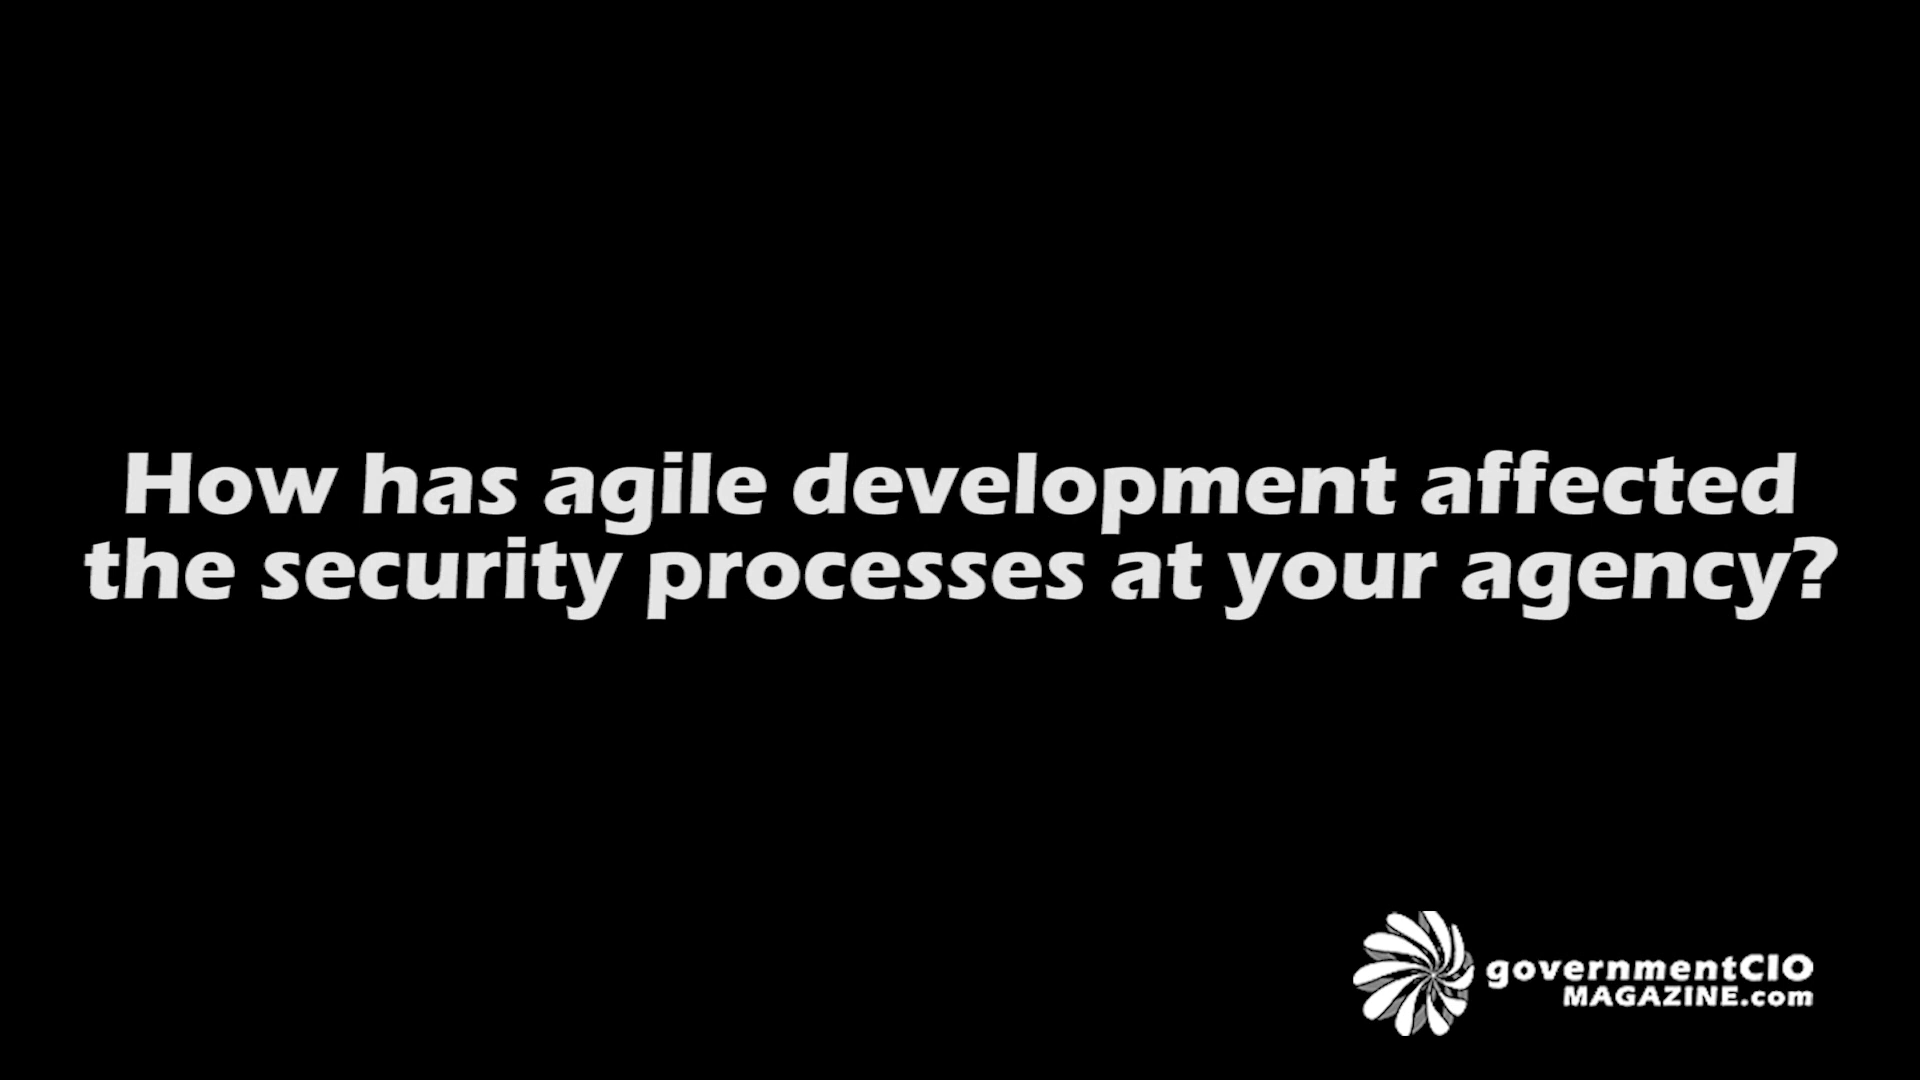 How has agile development affected
the security processes at your agency?
governmentCIO
MAGAZINE.com